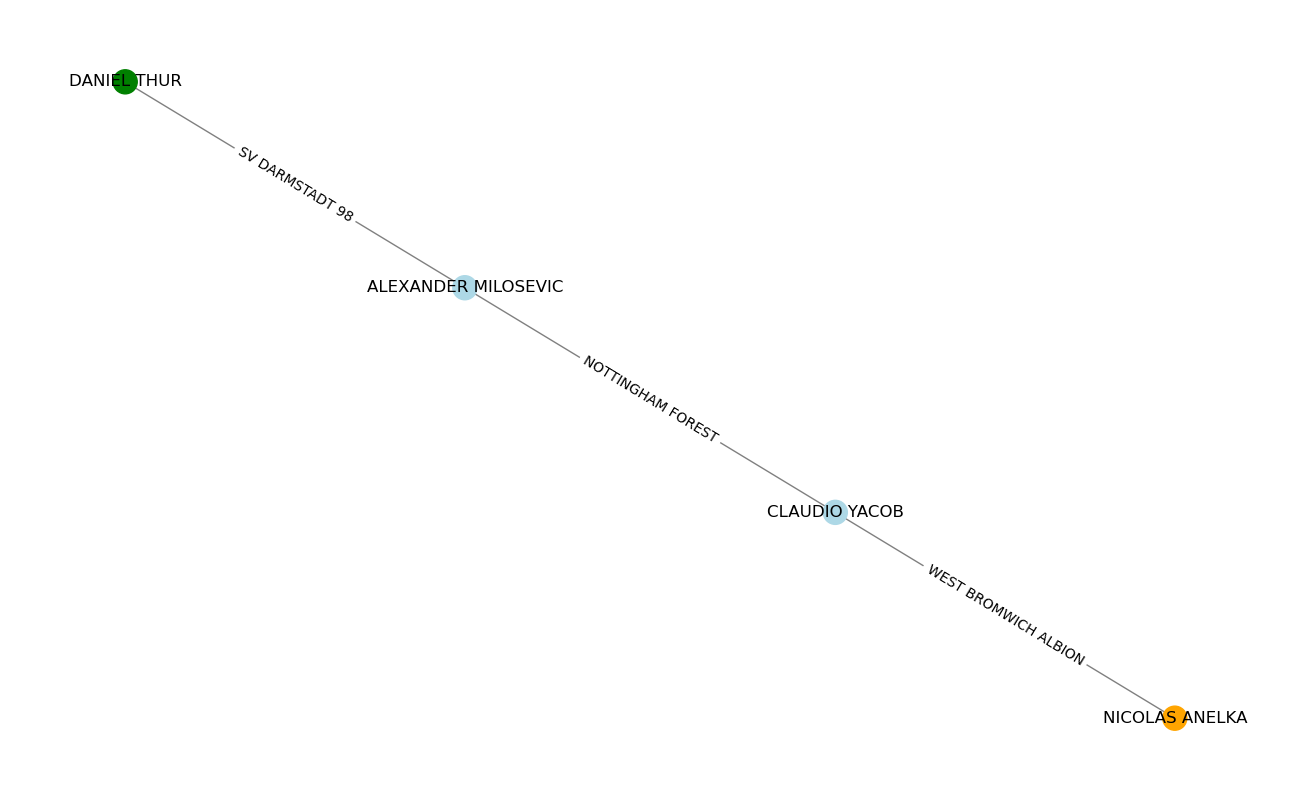 DANIEL THUR
SV DARMSTADT 98
ALEXANDER MILOSEVIC
NOTTINGHAM FOREST
CLAUDIO YACOB
WEST BROMWICH ALBION
NICOLAS ANELKA